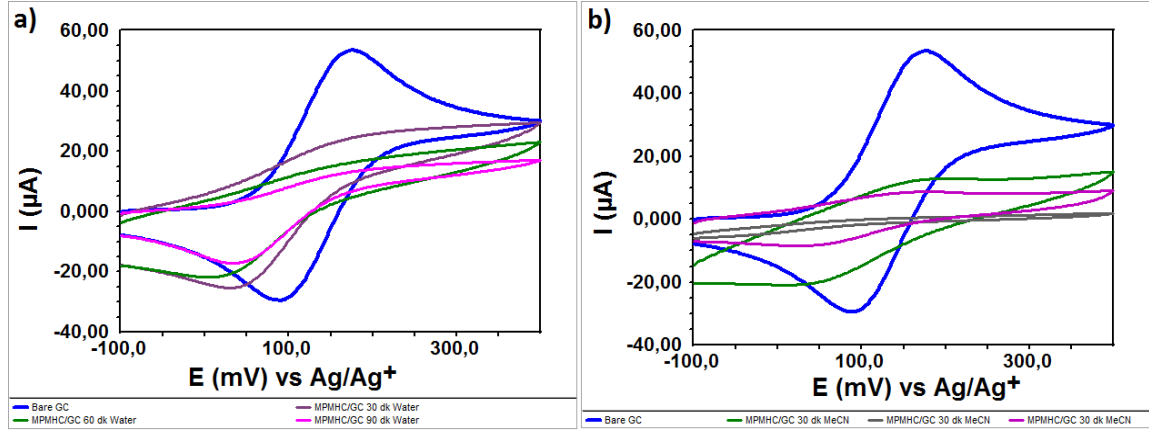 a)
60,00
40,00
20,00
0,000
-20,00
-40,00
I (µA)
-100,0 100,0 300,0
E (mV) vs Ag/Ag+
Bare GC MPMHC/GC 30 dk Water
MPMHC/GC 60 dk Water MPMHC/GC 90 dk Water
b)
60,00
40,00
20,00
0,000
-20,00
-40,00
I (µA)
-100,0 100,0 300,0
E (mV) vs Ag/Ag+
Bare GC MPMHC/GC 30 dk MeCN MPMHC/GC 30 dk MeCN MPMHC/GC 30 dk MeCN